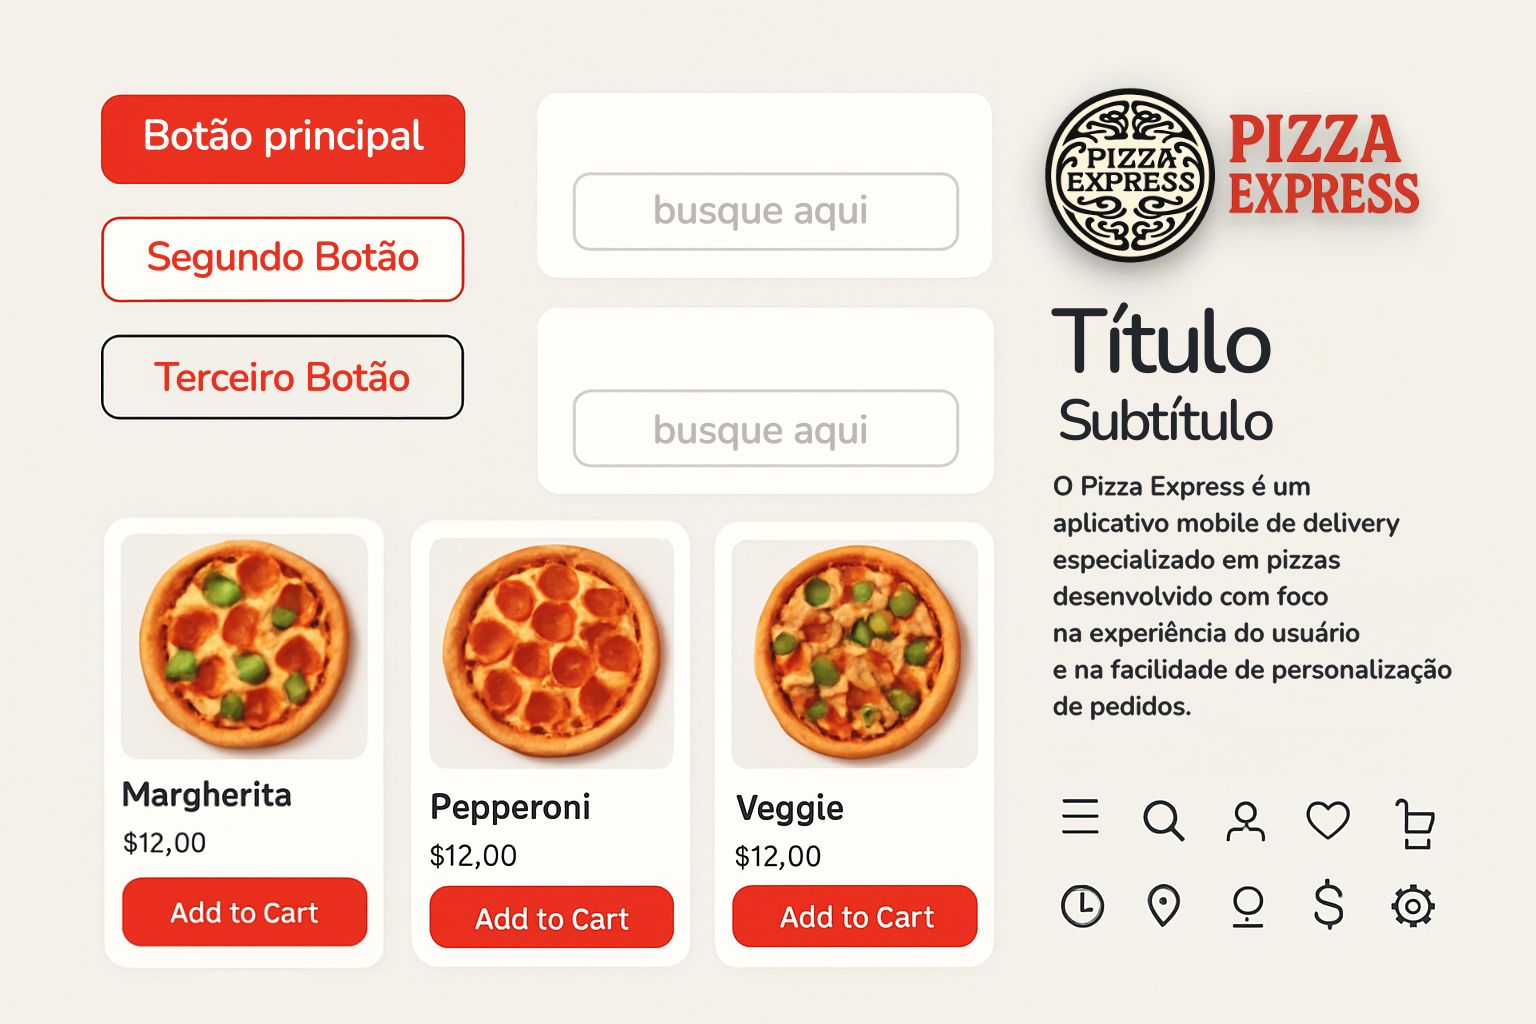 Botão principal
Segundo Botão
Terceiro Botão
busque aqui
busque aqui
PIZZA
EXPRESS
PIZZA
EXPRESS
Título
Subtítulo
O Pizza Express é um
aplicativo mobile de delivery
especializado em pizzas
desenvolvido com foco
na experiência do usuário
e na facilidade de personalização
de pedidos.
Margherita
$12,00
Add to Cart
Pepperoni
$12,00
Add to Cart
Veggie
$12,00
Add to Cart
$